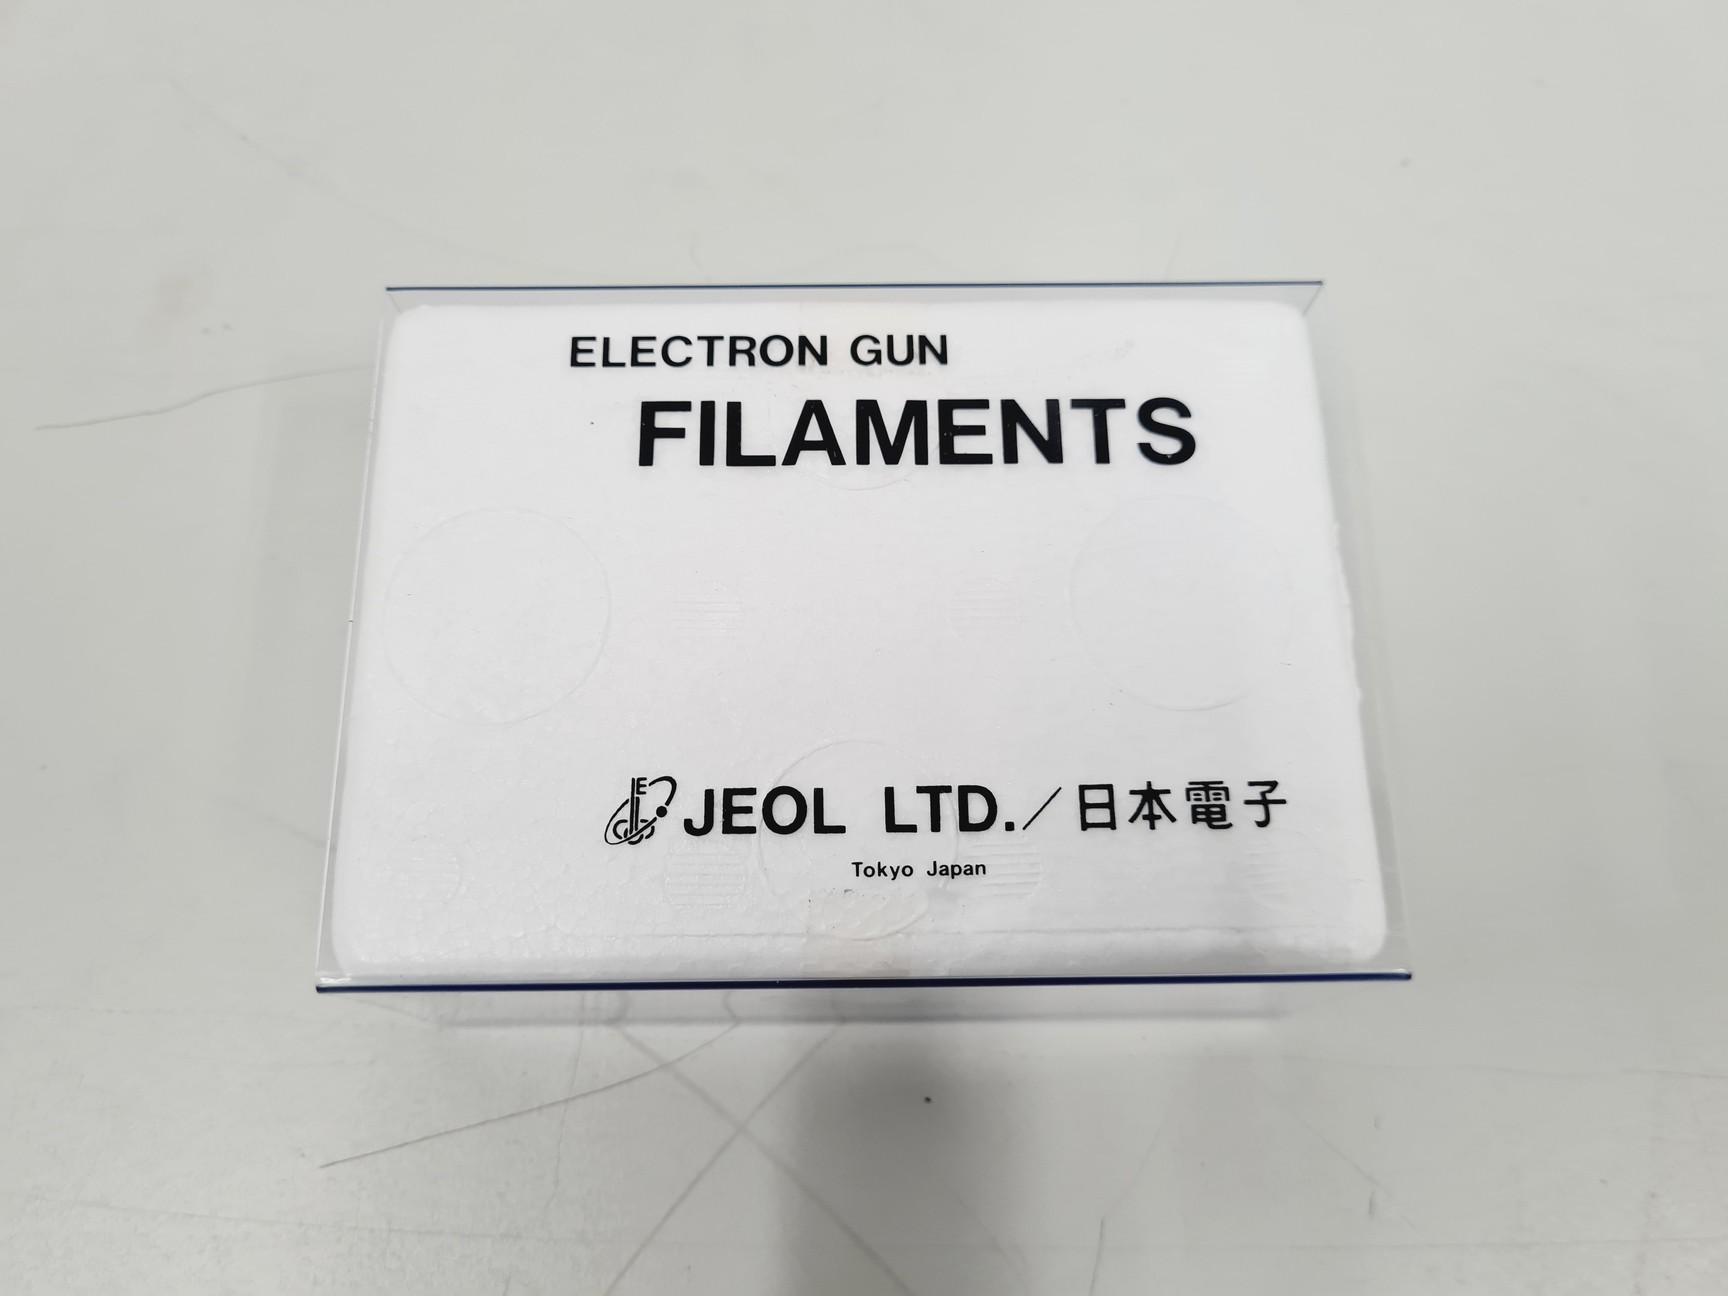 ELECTRON GUN
FILAMENTS
JEOL LTD./日本電子
Tokyo Japan